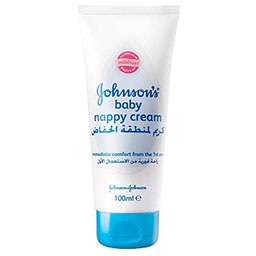 mildness
Johnson's
baby
nappy cream
كريم لمنطقة الحفاض
immediate comfort from the 1st use
راحة فورية من الاستعمال الأول
Johnson & Johnson
100ml e